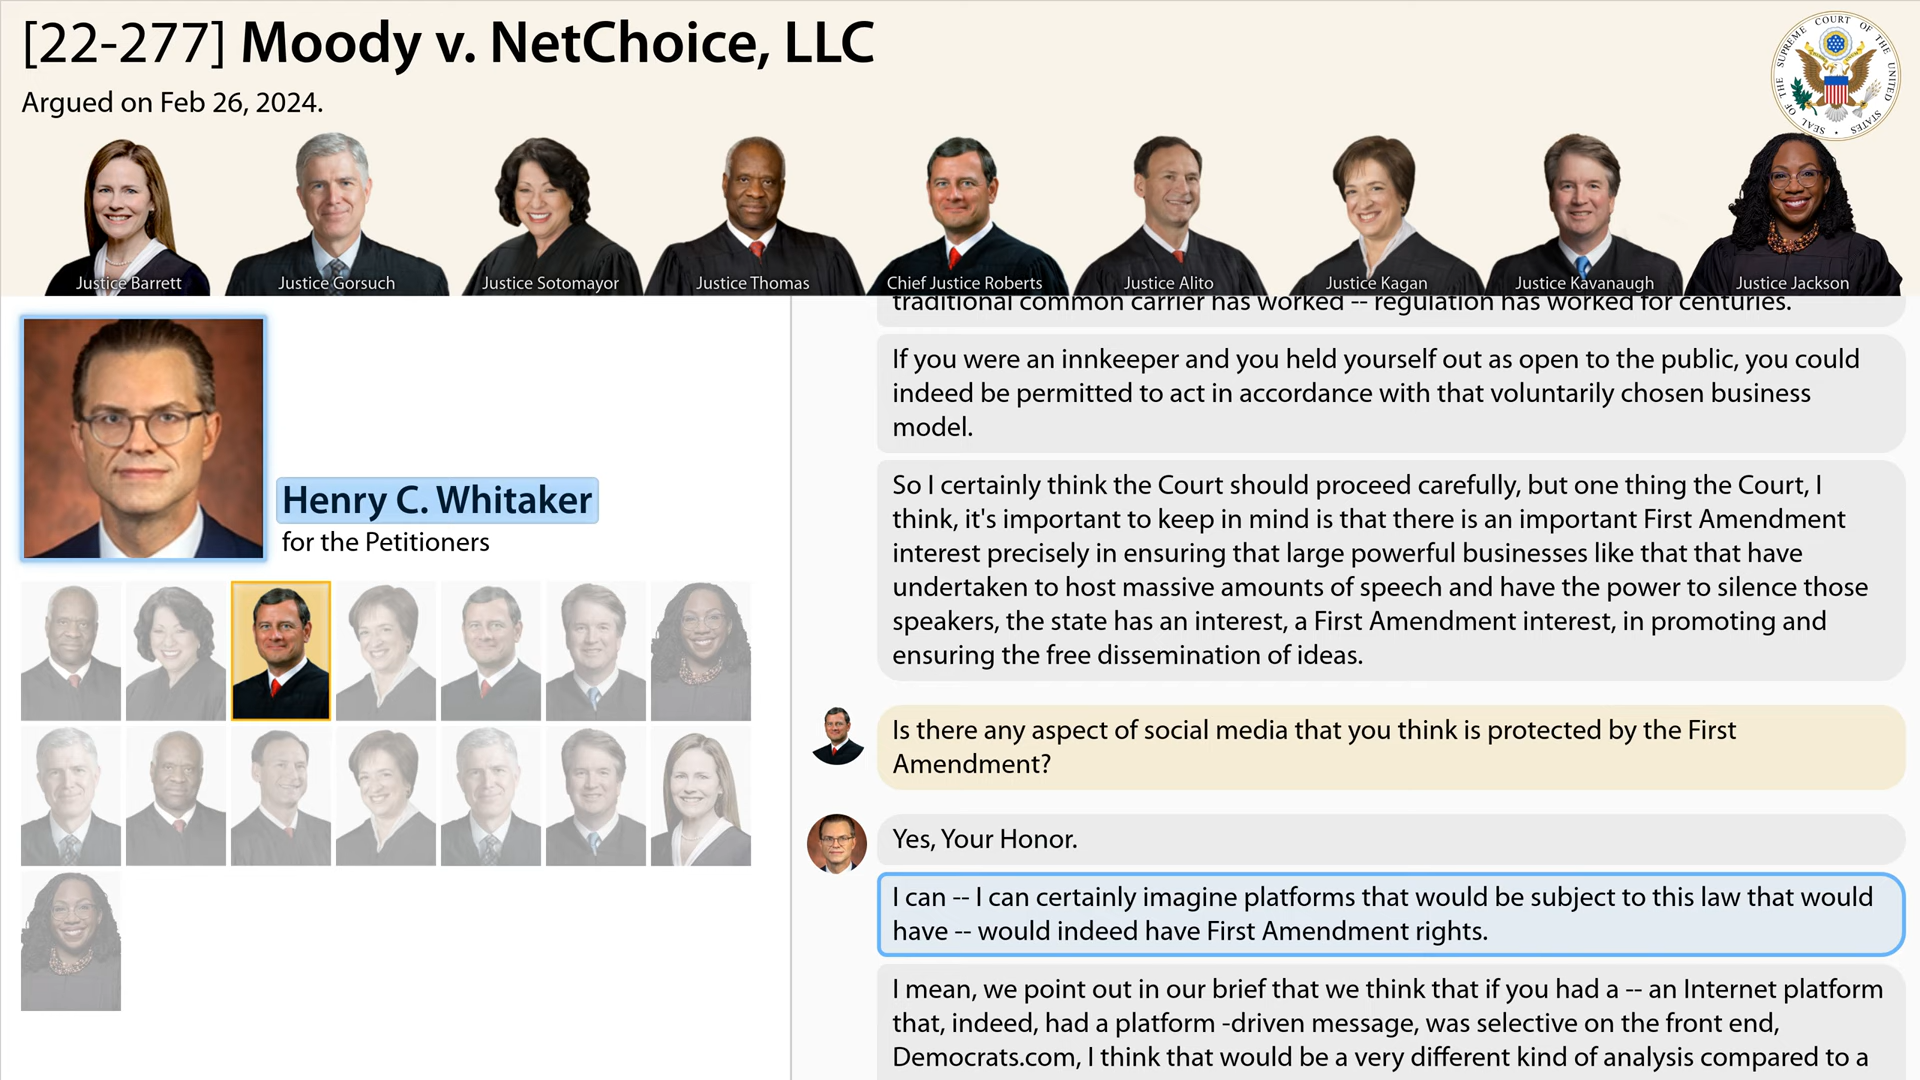 [22-277] Moody v. NetChoice, LLC
Argued on Feb 26, 2024.
SEAL OF THE SUPREME COURT OF THE UNITED STATES
Justice Barrett
Justice Gorsuch
Justice Sotomayor
Justice Thomas
Chief Justice Roberts
Justice Alito
Justice Kagan
Justice Kavanaugh
Justice Jackson
Henry C. Whitaker
for the Petitioners
traditional common carrier has worked -- regulation has worked for centuries.
If you were an innkeeper and you held yourself out as open to the public, you could
indeed be permitted to act in accordance with that voluntarily chosen business
model.
So I certainly think the Court should proceed carefully, but one thing the Court, I
think, it's important to keep in mind is that there is an important First Amendment
interest precisely in ensuring that large powerful businesses like that that have
undertaken to host massive amounts of speech and have the power to silence those
speakers, the state has an interest, a First Amendment interest, in promoting and
ensuring the free dissemination of ideas.
Is there any aspect of social media that you think is protected by the First
Amendment?
Yes, Your Honor.
I can -- I can certainly imagine platforms that would be subject to this law that would
have -- would indeed have First Amendment rights.
I mean, we point out in our brief that we think that if you had a -- an Internet platform
that, indeed, had a platform -driven message, was selective on the front end,
Democrats.com, I think that would be a very different kind of analysis compared to a